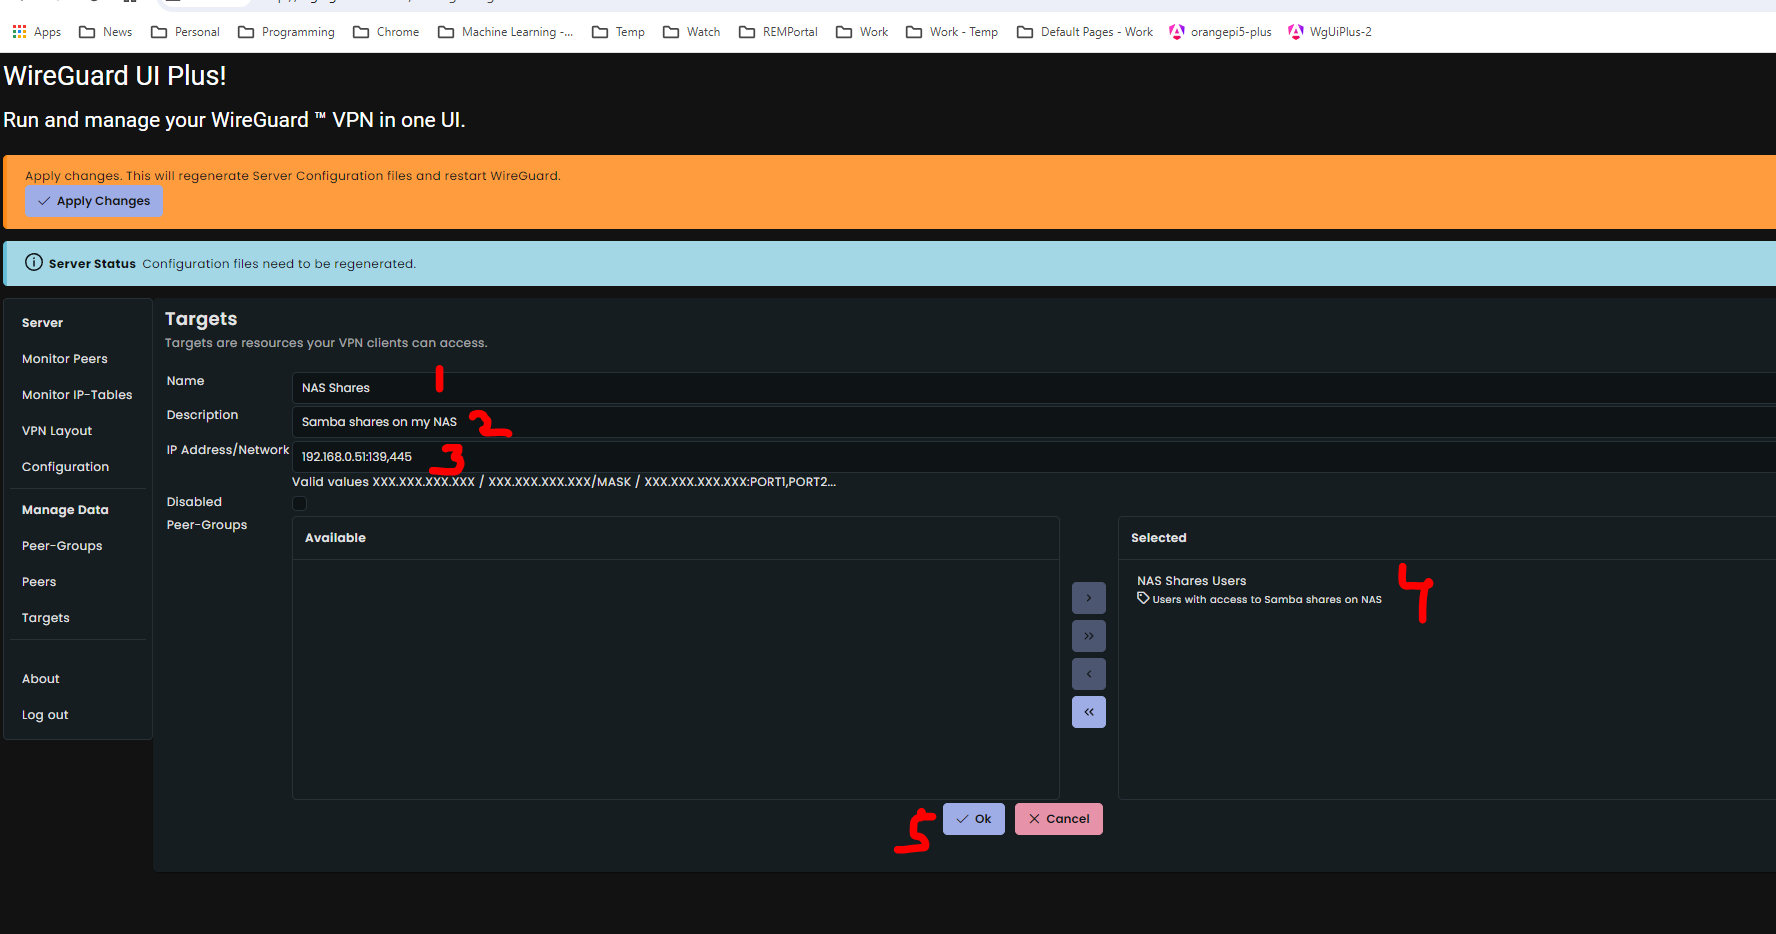 Apps News Personal Programming Chrome Machine Learning -... Temp Watch REMPortal Work Work - Temp Default Pages - Work orangepi5-plus WgUiPlus-2
WireGuard UI Plus!
Run and manage your WireGuard ™ VPN in one UI.
Apply changes. This will regenerate Server Configuration files and restart WireGuard.
Apply Changes
Server Status Configuration files need to be regenerated.
Server
Monitor Peers
Monitor IP-Tables
VPN Layout
Configuration
Manage Data
Peer-Groups
Peers
Targets
About
Log out
Targets
Targets are resources your VPN clients can access.
Name NAS Shares 1
Description Samba shares on my NAS 2
IP Address/Network 192.168.0.51:139,445 3
Valid values XXX.XXX.XXX.XXX / XXX.XXX.XXX.XXX/MASK / XXX.XXX.XXX.XXX:PORT1,PORT2...
Disabled
Peer-Groups
Available
Selected
NAS Shares Users 4
Users with access to Samba shares on NAS
5 Ok Cancel